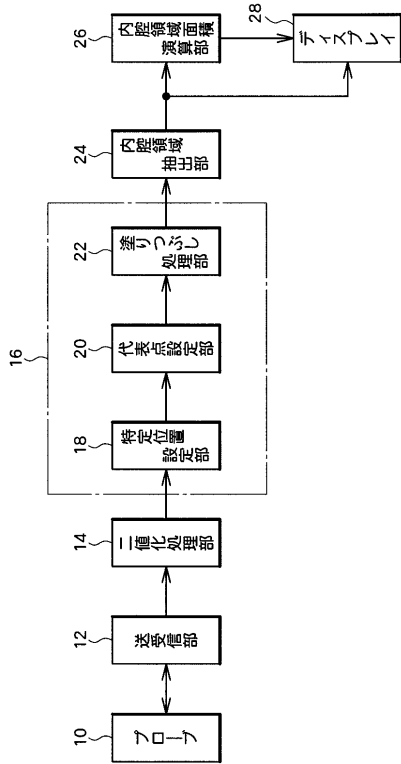 10
プローブ
12
送受信部
14
二値化処理部
16
18
特定位置
設定部
20
代表点設定部
22
塗りつぶし
処理部
24
内腔領域
抽出部
26
内腔領域面積
演算部
28
ディスプレイ